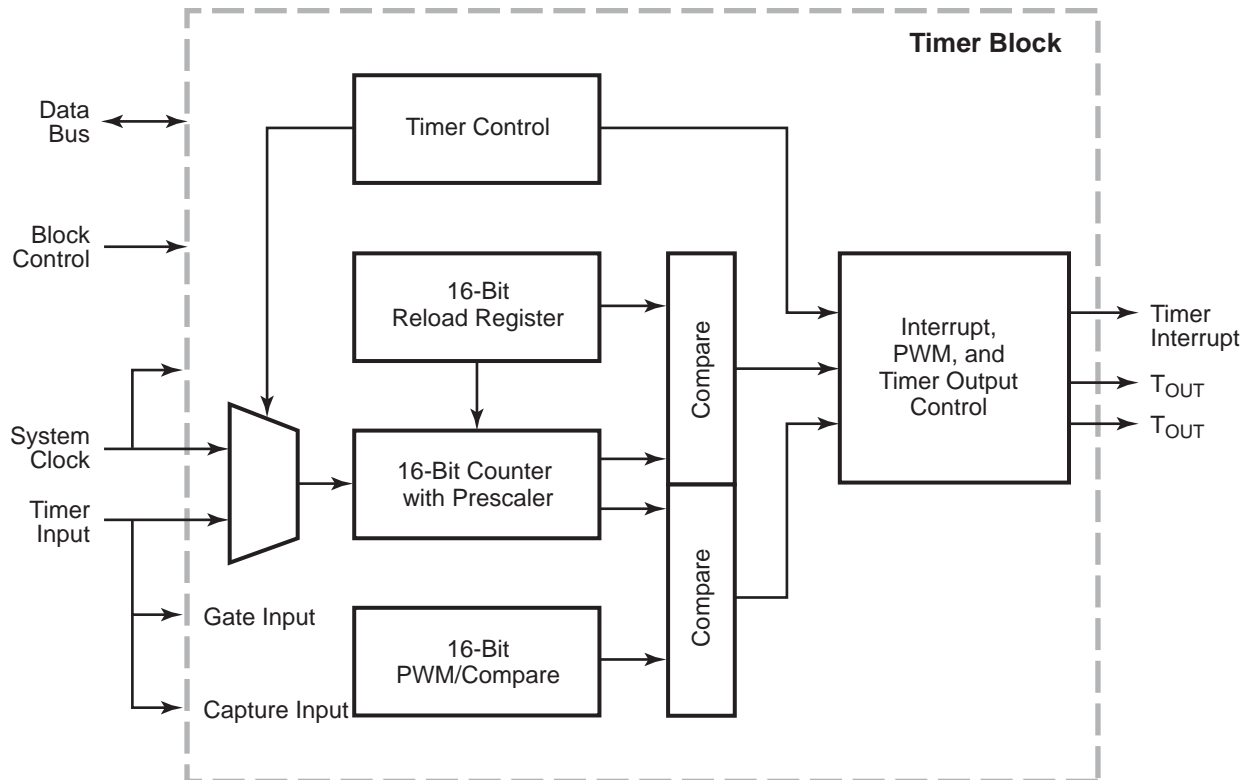 Timer Block
Data
Bus
Timer Control
Block
Control
16-Bit
Reload Register
Compare
Interrupt,
PWM, and
Timer Output
Control
Timer
Interrupt
TOUT
TOUT
System
Clock
16-Bit Counter
with Prescaler
Timer
Input
Compare
Gate Input
16-Bit
PWM/Compare
Capture Input